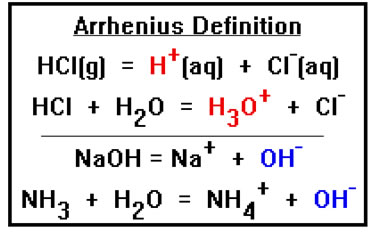 Arrhenius Definition
HCl(g) = H⁺(aq) + Cl⁻(aq)
HCl + H₂O = H₃O⁺ + Cl⁻
NaOH = Na⁺ + OH⁻
NH₃ + H₂O = NH₄⁺ + OH⁻